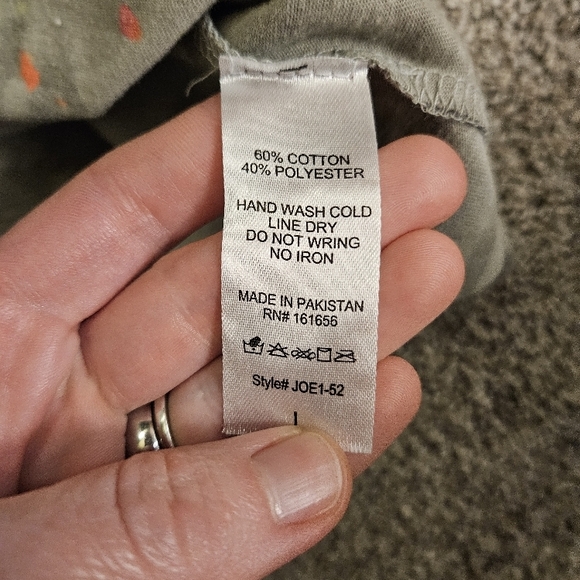 60% COTTON
40% POLYESTER
HAND WASH COLD
LINE DRY
DO NOT WRING
NO IRON
MADE IN PAKISTAN
RN# 161656
Style# JOE1-52